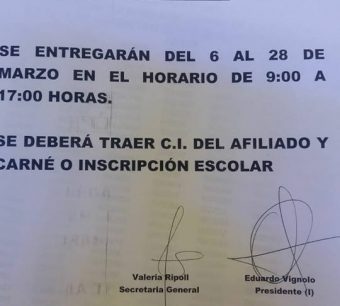 SE ENTREGARÁN DEL 6 AL 28 DE
MARZO EN EL HORARIO DE 9:00 A
17:00 HORAS.
SE DEBERÁ TRAER C.I. DEL AFILIADO Y
CARNÉ O INSCRIPCIÓN ESCOLAR
Valeria Ripoll
Secretaria General
Eduardo Vignolo
Presidente (I)